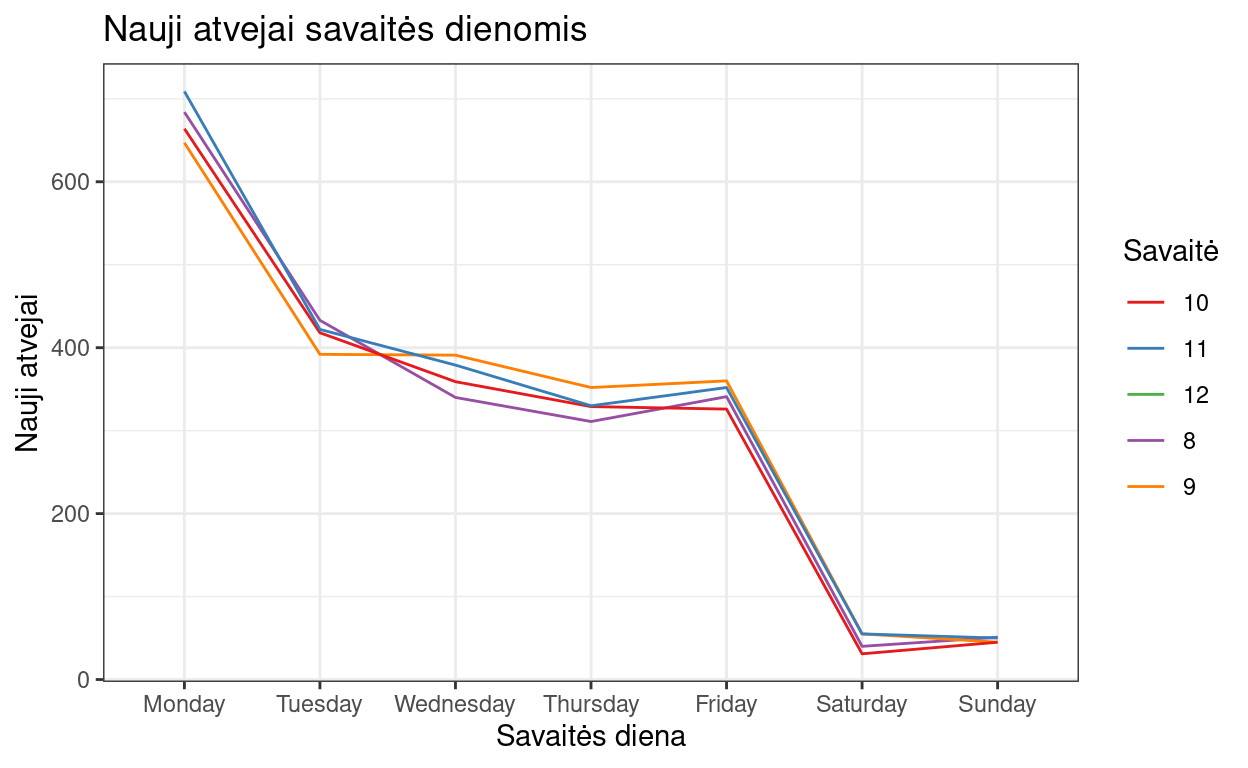 Nauji atvejai savaitės dienomis
Nauji atvejai
600
400
200
0
Monday Tuesday Wednesday Thursday Friday Saturday Sunday
Savaitės diena
Savaitė
10
11
12
8
9